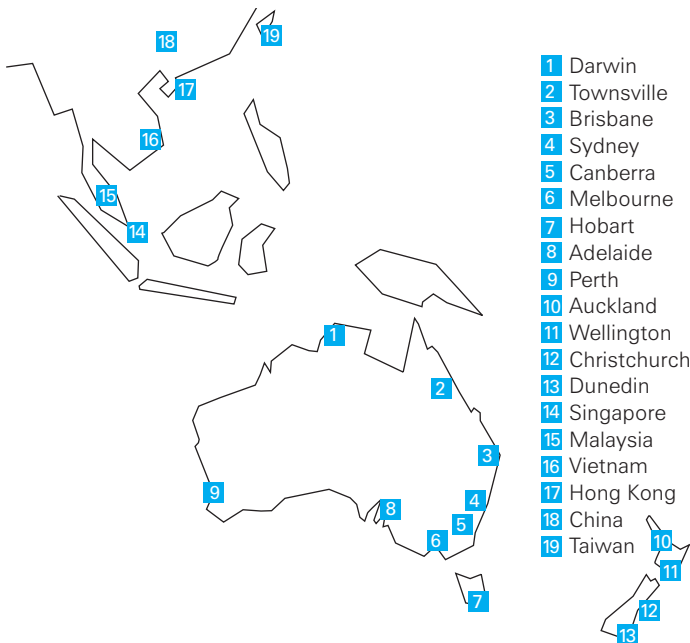 18
19
17
16
15
14
1
2
3
9
4
8
5
6
7
10
11
12
13
1 Darwin
2 Townsville
3 Brisbane
4 Sydney
5 Canberra
6 Melbourne
7 Hobart
8 Adelaide
9 Perth
10 Auckland
11 Wellington
12 Christchurch
13 Dunedin
14 Singapore
15 Malaysia
16 Vietnam
17 Hong Kong
18 China
19 Taiwan